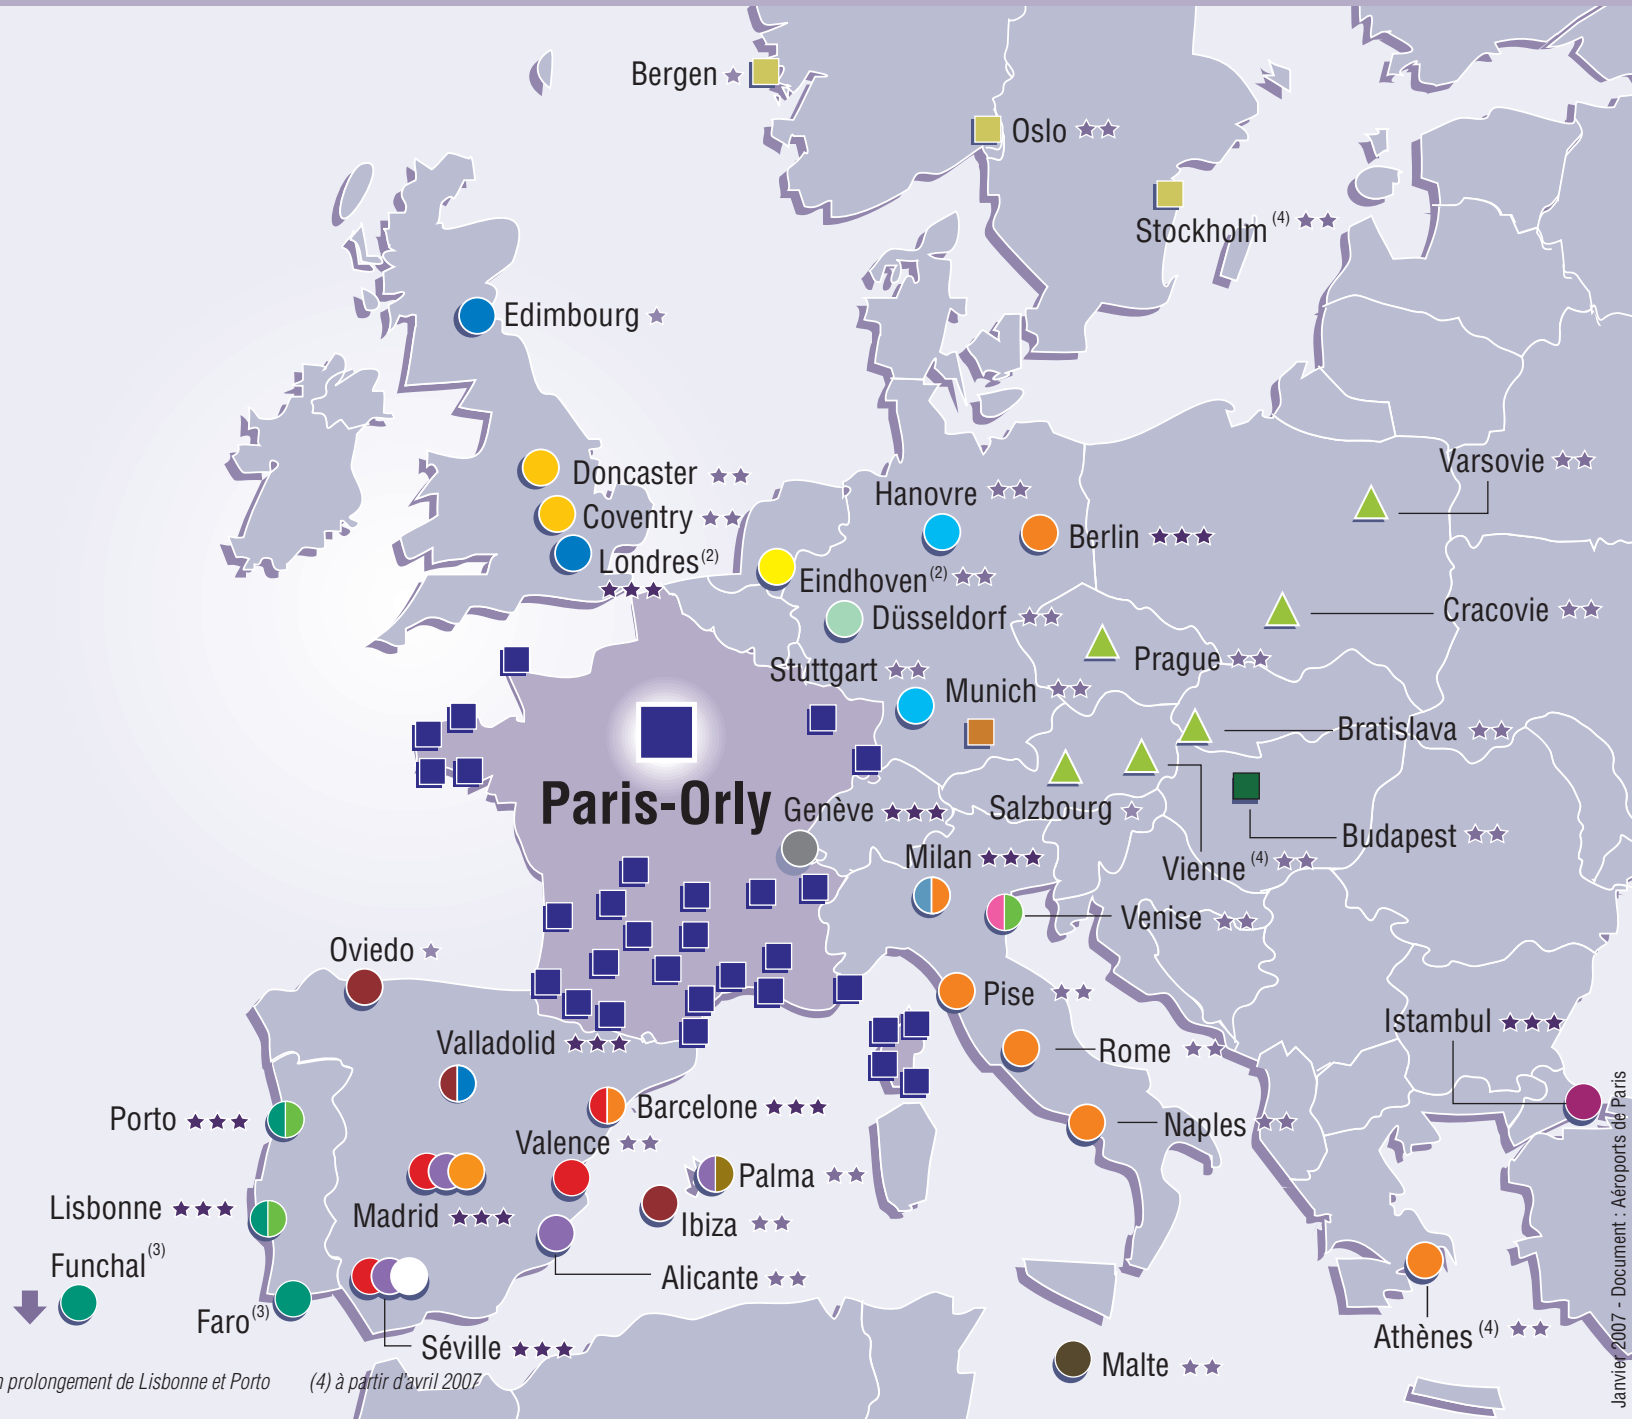 Bergen
Oslo
Stockholm (4)
Edimbourg
Varsovie
Doncaster
Hanovre
Coventry
Berlin
Londres (2)
Eindhoven (2)
Cracovie
Düsseldorf
Prague
Stuttgart
Munich
Bratislava
Paris-Orly
Genève
Salzbourg
Budapest
Milan
Vienne (4)
Venise
Oviedo
Pise
Istambul
Valladolid
Rome
Barcelone
Porto
Naples
Valence
Palma
Lisbonne
Madrid
Ibiza
Funchal (3)
Alicante
Faro (3)
Athènes (4)
Séville
Malte
prolongement de Lisbonne et Porto
(4) à partir d'avril 2007
Janvier 2007 - Document : Aéroports de Paris